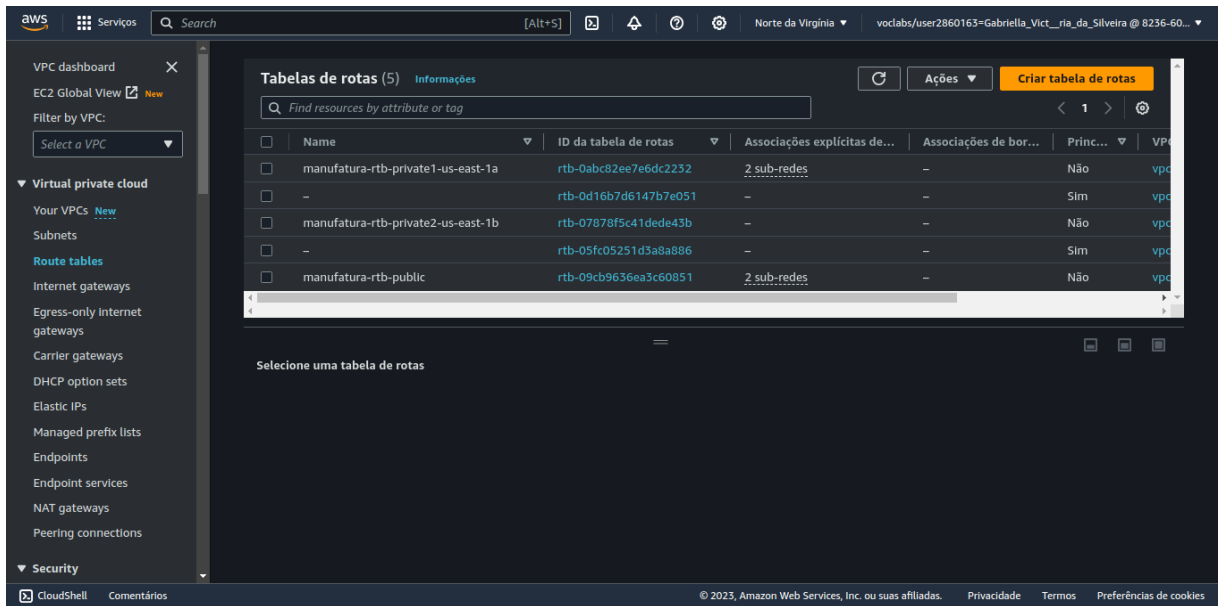 aws Serviços Search [Alt+S] Norte da Virgínia ▼ voclabs/user2860163=Gabriella_Vict__ria_da_Silveira @ 8236-60... ▼
VPC dashboard
EC2 Global View New
Filter by VPC:
Select a VPC
Virtual private cloud
Your VPCs New
Subnets
Route tables
Internet gateways
Egress-only internet
gateways
Carrier gateways
DHCP option sets
Elastic IPs
Managed prefix lists
Endpoints
Endpoint services
NAT gateways
Peering connections
Security
Tabelas de rotas (5) Informações Ações ▼ Criar tabela de rotas
Find resources by attribute or tag < 1 >
Name ID da tabela de rotas Associações explícitas de... Associações de bor... Princ... VP
manufatura-rtb-private1-us-east-1a rtb-0abc82ee7e6dc2232 2 sub-redes – Não vpc
– rtb-0d16b7d6147b7e051 – – Sim vpc
manufatura-rtb-private2-us-east-1b rtb-07878f5c41dede43b – – Não vpc
– rtb-05fc05251d3a8a886 – – Sim vpc
manufatura-rtb-public rtb-09cb9636ea3c60851 2 sub-redes – Não vpc
Selecione uma tabela de rotas
CloudShell Comentários © 2023, Amazon Web Services, Inc. ou suas afiliadas. Privacidade Termos Preferências de cookies